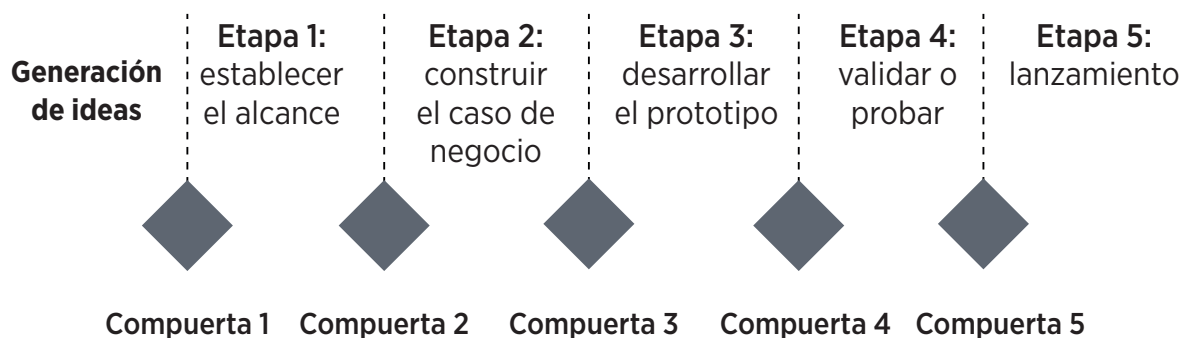 Generación
de ideas
Etapa 1:
establecer
el alcance
Etapa 2:
construir
el caso de
negocio
Etapa 3:
desarrollar
el prototipo
Etapa 4:
validar o
probar
Etapa 5:
lanzamiento
Compuerta 1
Compuerta 2
Compuerta 3
Compuerta 4
Compuerta 5